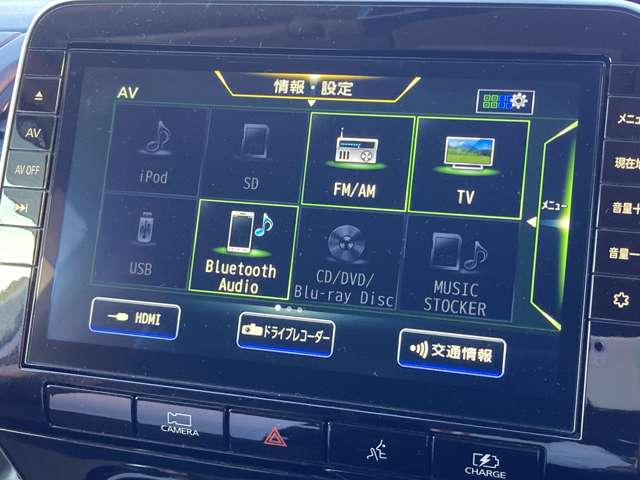 情報・設定
AV
iPod
SD
FM/AM
TV
USB
Bluetooth
Audio
CD/DVD/
Blu-ray Disc
MUSIC
STOCKER
メニュー
HDMI
ドライブレコーダー
交通情報
AV
AV OFF
メニュ
現在地
音量＋
音量－
CAMERA
CHARGE